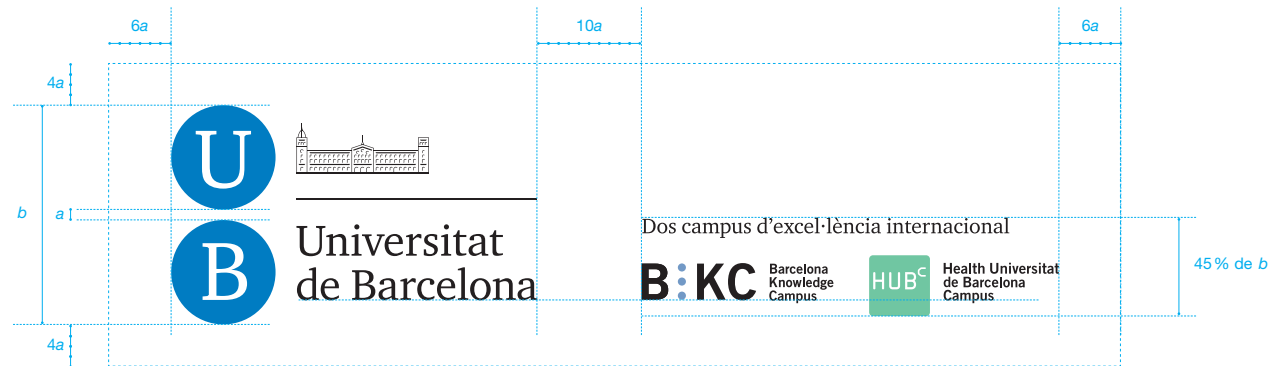 6a
10a
6a
4a
b
a
4a
U
B
Universitat
de Barcelona
Dos campus d’excel·lència internacional
B KC
Barcelona
Knowledge
Campus
HUBc
Health Universitat
de Barcelona
Campus
45 % de b